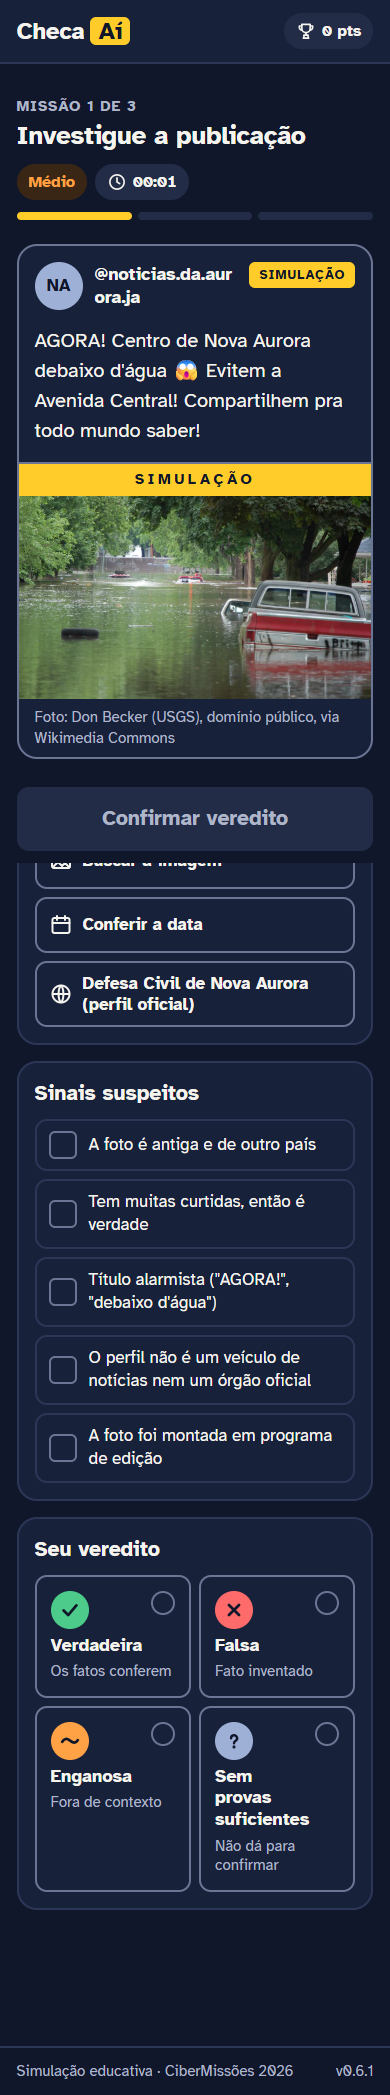 Checa Aí
0 pts
MISSÃO 1 DE 3
Investigue a publicação
Médio
00:01
NA
@noticias.da.aur
ora.ja
SIMULAÇÃO
AGORA! Centro de Nova Aurora
debaixo d'água 😱 Evitem a
Avenida Central! Compartilhem pra
todo mundo saber!
SIMULAÇÃO
Foto: Don Becker (USGS), domínio público, via
Wikimedia Commons
Confirmar veredito
Buscar a imagem
Conferir a data
Defesa Civil de Nova Aurora
(perfil oficial)
Sinais suspeitos
A foto é antiga e de outro país
Tem muitas curtidas, então é
verdade
Título alarmista ("AGORA!",
"debaixo d'água")
O perfil não é um veículo de
notícias nem um órgão oficial
A foto foi montada em programa
de edição
Seu veredito
Verdadeira
Os fatos conferem
Falsa
Fato inventado
Enganosa
Fora de contexto
Sem
provas
suficientes
Não dá para
confirmar
Simulação educativa · CiberMissões 2026
v0.6.1